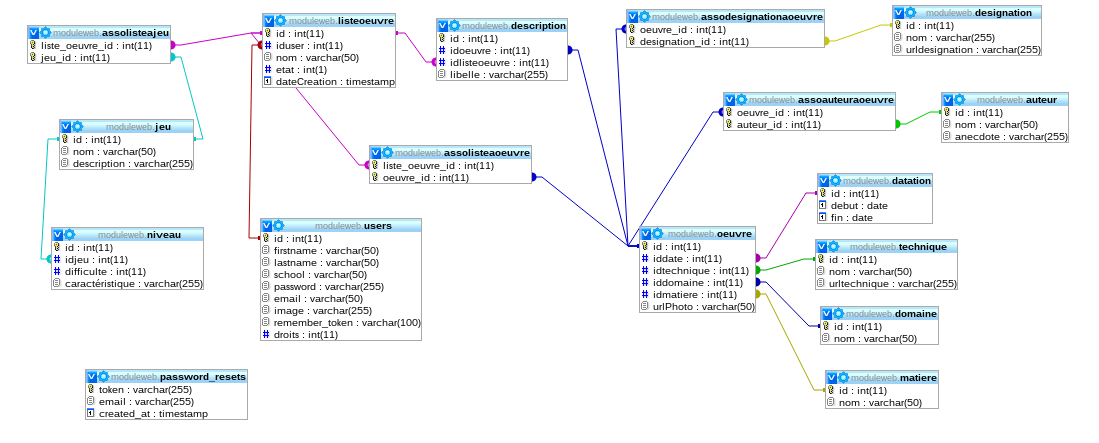 moduleweb.assolisteajeu
liste_oeuvre_id : int(11)
jeu_id : int(11)
moduleweb.listeoeuvre
id : int(11)
iduser : int(11)
nom : varchar(50)
etat : int(1)
dateCreation : timestamp
moduleweb.description
id : int(11)
idoeuvre : int(11)
idlisteoeuvre : int(11)
libelle : varchar(255)
moduleweb.assodesignationaoeuvre
oeuvre_id : int(11)
designation_id : int(11)
moduleweb.designation
id : int(11)
nom : varchar(255)
urldesignation : varchar(255)
moduleweb.jeu
id : int(11)
nom : varchar(50)
description : varchar(255)
moduleweb.assolisteaoeuvre
liste_oeuvre_id : int(11)
oeuvre_id : int(11)
moduleweb.assoauteuraoeuvre
oeuvre_id : int(11)
auteur_id : int(11)
moduleweb.auteur
id : int(11)
nom : varchar(50)
anecdote : varchar(255)
moduleweb.datation
id : int(11)
debut : date
fin : date
moduleweb.niveau
id : int(11)
idjeu : int(11)
difficulte : int(11)
caractéristique : varchar(255)
moduleweb.users
id : int(11)
firstname : varchar(50)
lastname : varchar(50)
school : varchar(50)
password : varchar(255)
email : varchar(50)
image : varchar(255)
remember_token : varchar(100)
droits : int(11)
moduleweb.oeuvre
id : int(11)
iddate : int(11)
idtechnique : int(11)
iddomaine : int(11)
idmatiere : int(11)
urlPhoto : varchar(50)
moduleweb.technique
id : int(11)
nom : varchar(50)
urltechnique : varchar(255)
moduleweb.domaine
id : int(11)
nom : varchar(50)
moduleweb.password_resets
token : varchar(255)
email : varchar(255)
created_at : timestamp
moduleweb.matiere
id : int(11)
nom : varchar(50)